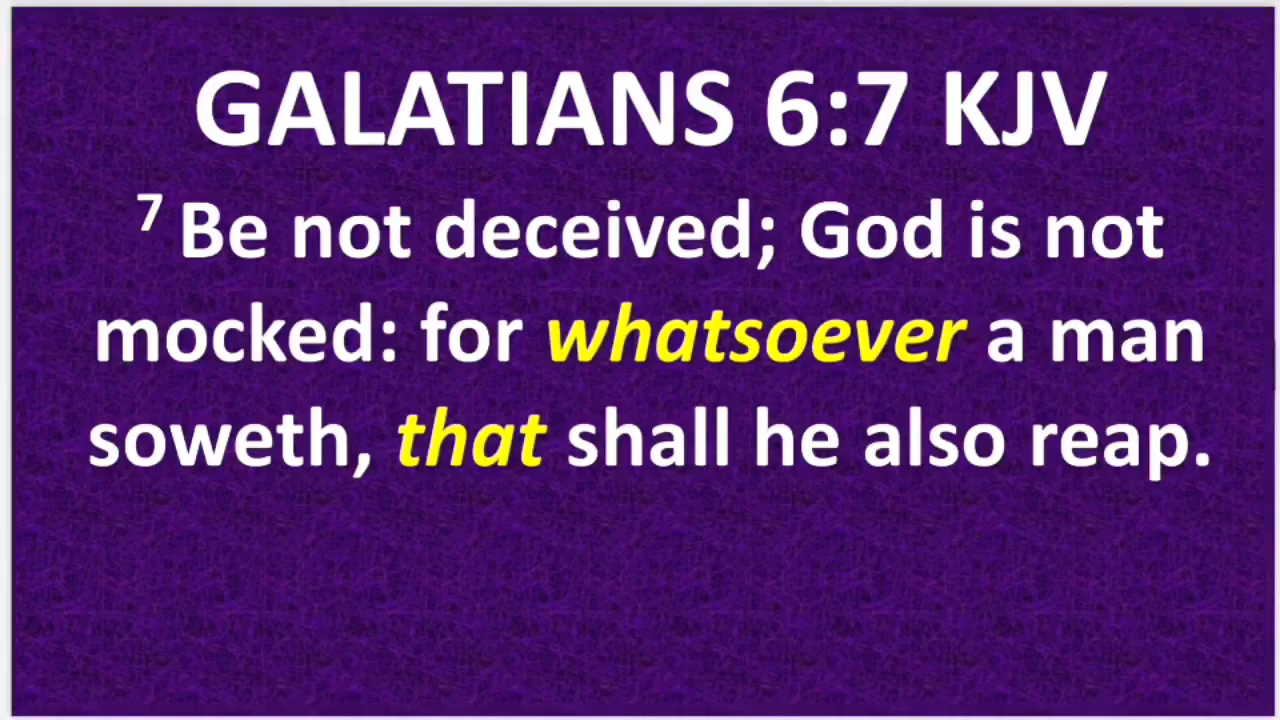 GALATIANS 6:7 KJV
7 Be not deceived; God is not
mocked: for whatsoever a man
soweth, that shall he also reap.